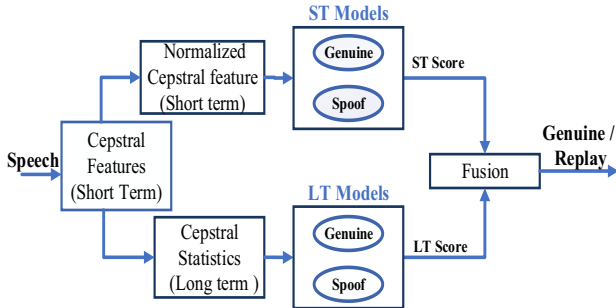 ST Models
Normalized
Cepstral feature
(Short term)
Genuine
Spoof
ST Score
Speech
Cepstral
Features
(Short Term)
Genuine /
Replay
Fusion
LT Models
Cepstral
Statistics
(Long term )
Genuine
Spoof
LT Score